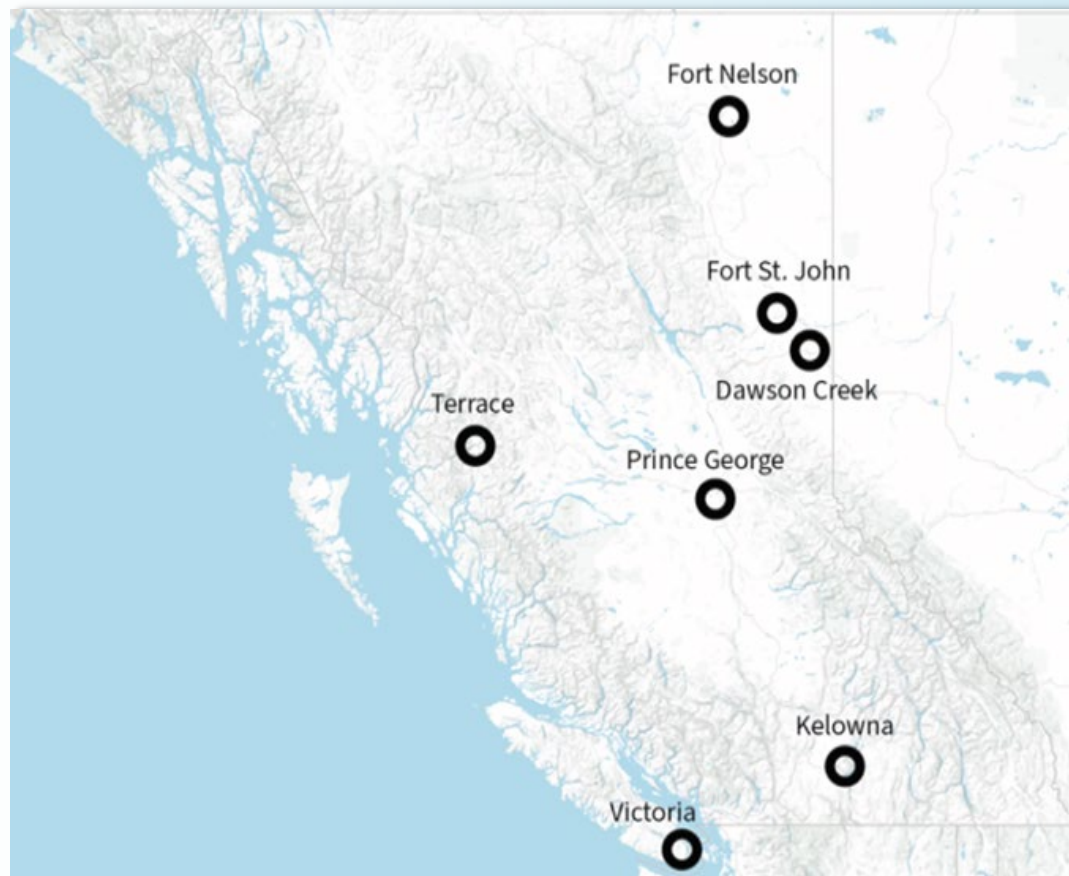 Fort Nelson
Fort St. John
Dawson Creek
Terrace
Prince George
Kelowna
Victoria